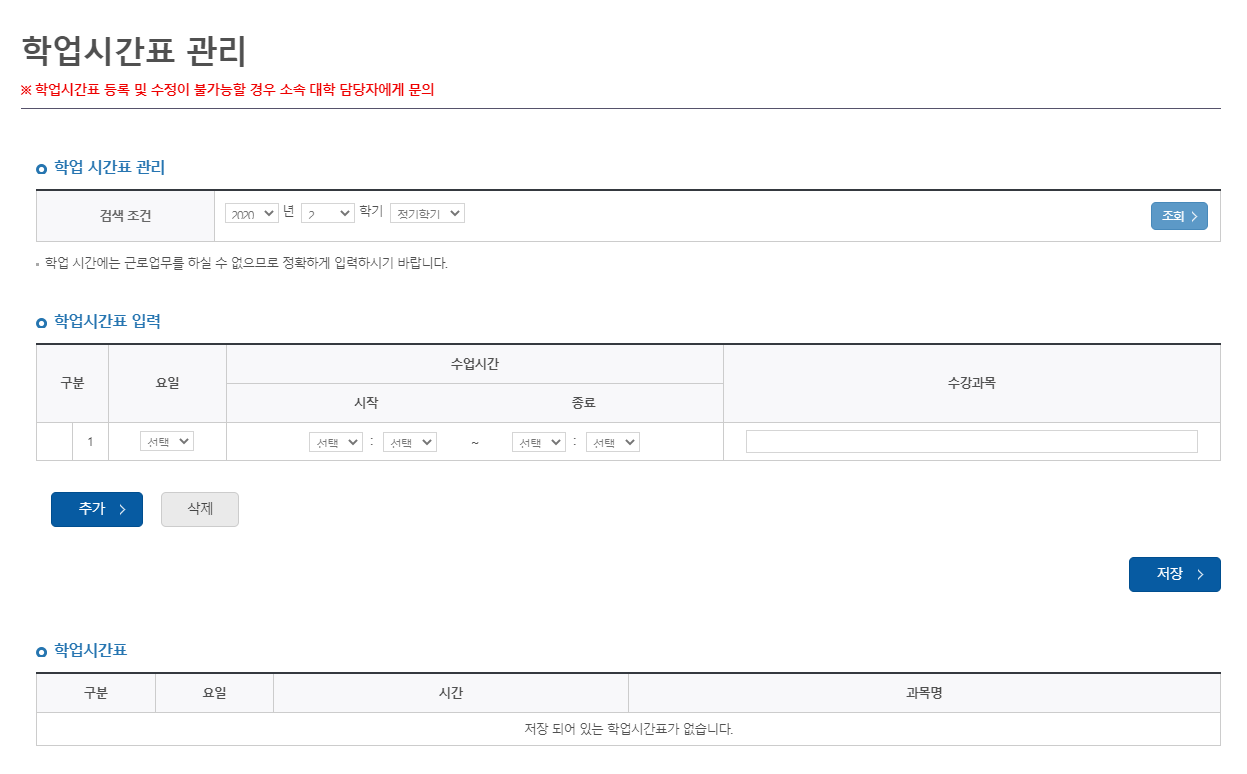 학업시간표 관리
※ 학업시간표 등록 및 수정이 불가능할 경우 소속 대학 담당자에게 문의
학업 시간표 관리
검색 조건 2020 년 2 학기 정기학기 조회
학업 시간에는 근로업무를 하실 수 없으므로 정확하게 입력하시기 바랍니다.
학업시간표 입력
구분 요일 수업시간 수강과목
시작 종료
1 선택 선택 : 선택 ~ 선택 : 선택
추가 삭제
저장
학업시간표
구분 요일 시간 과목명
저장 되어 있는 학업시간표가 없습니다.